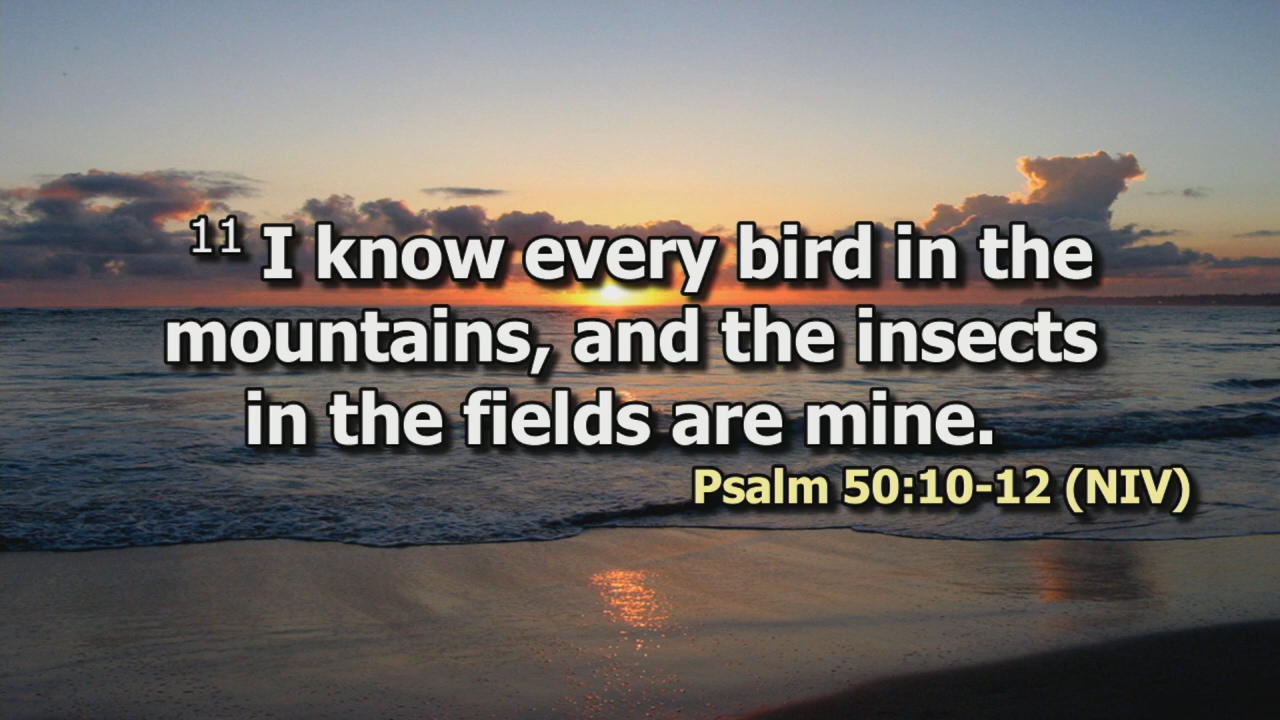 11 I know every bird in the
mountains, and the insects
in the fields are mine.
Psalm 50:10-12 (NIV)